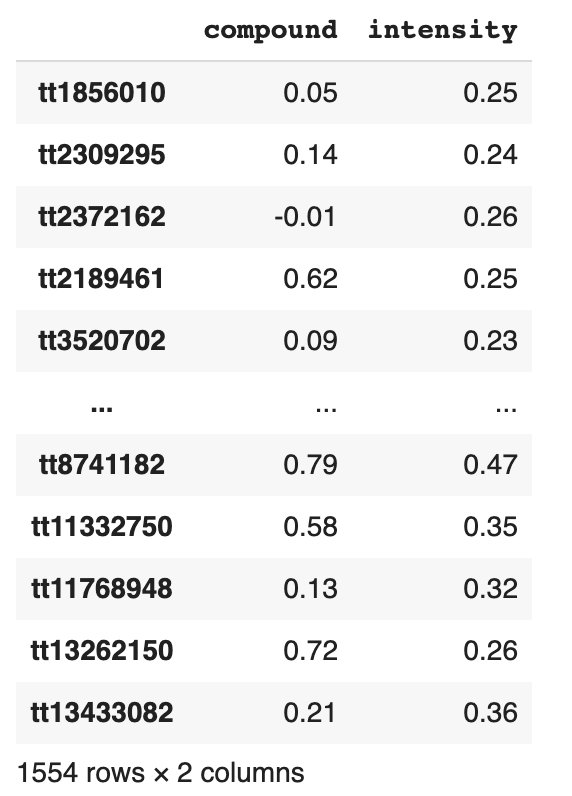 compound intensity
tt1856010 0.05 0.25
tt2309295 0.14 0.24
tt2372162 -0.01 0.26
tt2189461 0.62 0.25
tt3520702 0.09 0.23
... ... ...
tt8741182 0.79 0.47
tt11332750 0.58 0.35
tt11768948 0.13 0.32
tt13262150 0.72 0.26
tt13433082 0.21 0.36
1554 rows × 2 columns